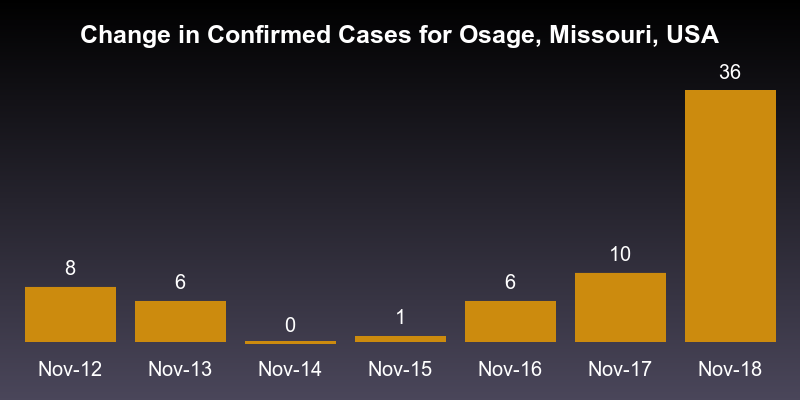 Change in Confirmed Cases for Osage, Missouri, USA
8
6
0
1
6
10
36
Nov-12
Nov-13
Nov-14
Nov-15
Nov-16
Nov-17
Nov-18